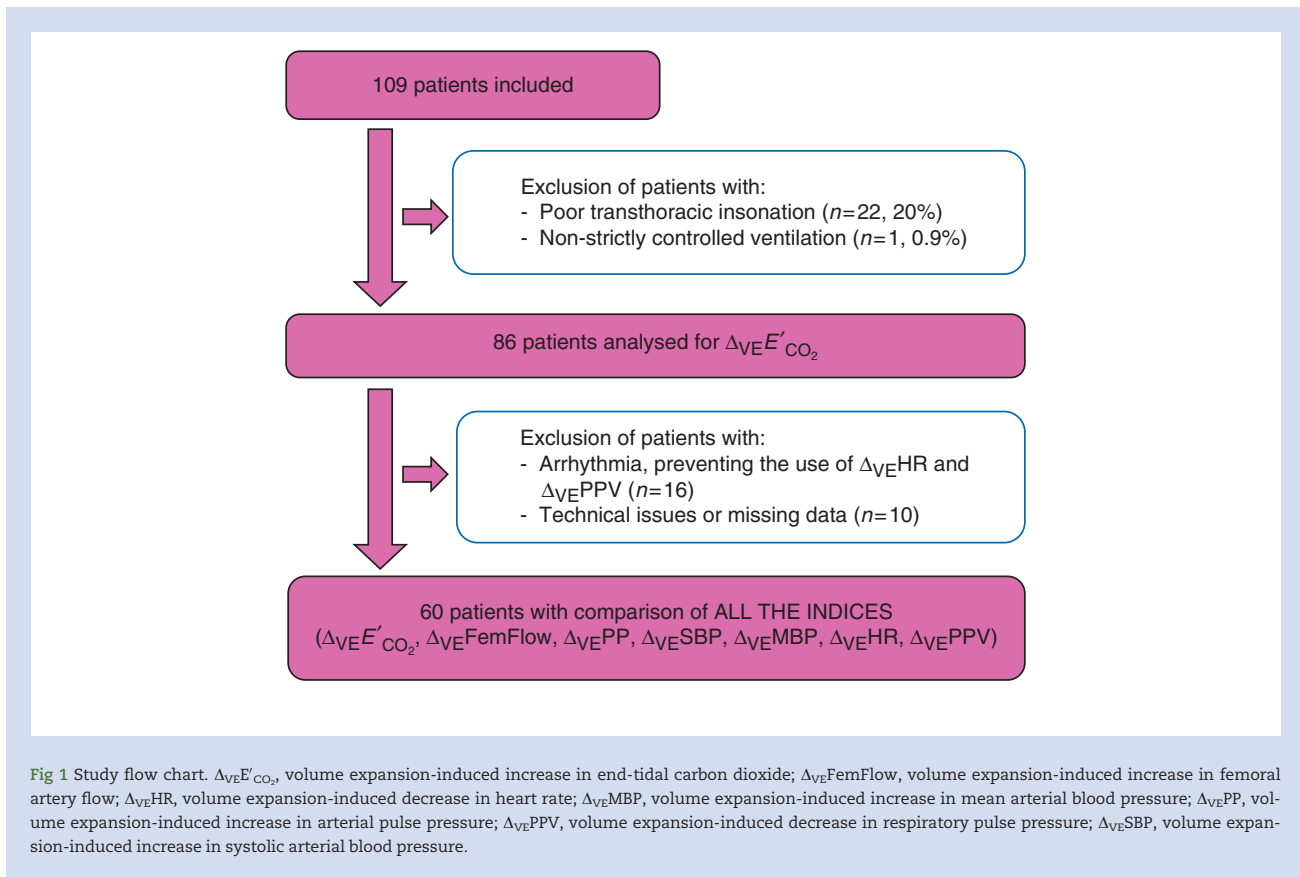 109 patients included
Exclusion of patients with:
- Poor transthoracic insonation (n=22, 20%)
- Non-strictly controlled ventilation (n=1, 0.9%)
86 patients analysed for ΔVEE′CO2
Exclusion of patients with:
- Arrhythmia, preventing the use of ΔVEHR and
ΔVEPPV (n=16)
- Technical issues or missing data (n=10)
60 patients with comparison of ALL THE INDICES
(ΔVEE′CO2, ΔVEFemFlow, ΔVEPP, ΔVESBP, ΔVEMBP, ΔVEHR, ΔVEPPV)
Fig 1 Study flow chart. ΔVEE′CO2, volume expansion-induced increase in end-tidal carbon dioxide; ΔVEFemFlow, volume expansion-induced increase in femoral
artery flow; ΔVEHR, volume expansion-induced decrease in heart rate; ΔVEMBP, volume expansion-induced increase in mean arterial blood pressure; ΔVEPP, vol-
ume expansion-induced increase in arterial pulse pressure; ΔVEPPV, volume expansion-induced decrease in respiratory pulse pressure; ΔVESBP, volume expan-
sion-induced increase in systolic arterial blood pressure.